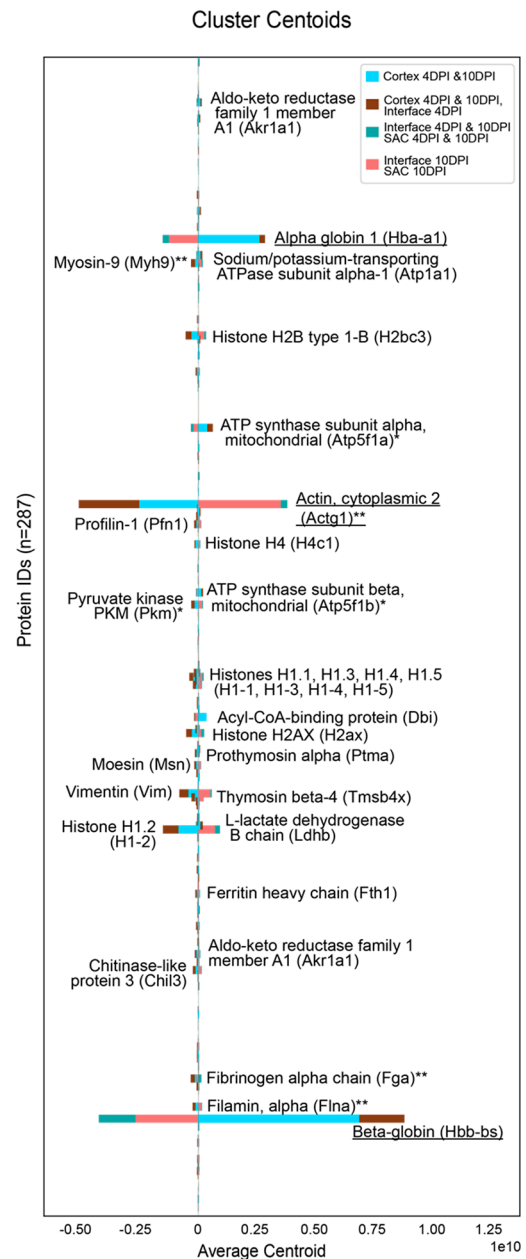 Cluster Centoids
Cortex 4DPI &10DPI
Cortex 4DPI & 10DPI,
Interface 4DPI
Interface 4DPI & 10DPI
SAC 4DPI & 10DPI
Interface 10DPI
SAC 10DPI
Aldo-keto reductase
family 1 member
A1 (Akr1a1)
Alpha globin 1 (Hba-a1)
Myosin-9 (Myh9)**
Sodium/potassium-transporting
ATPase subunit alpha-1 (Atp1a1)
Histone H2B type 1-B (H2bc3)
ATP synthase subunit alpha,
mitochondrial (Atp5f1a)*
Actin, cytoplasmic 2
(Actg1)**
Profilin-1 (Pfn1)
Histone H4 (H4c1)
ATP synthase subunit beta,
mitochondrial (Atp5f1b)*
Pyruvate kinase
PKM (Pkm)*
Histones H1.1, H1.3, H1.4, H1.5
(H1-1, H1-3, H1-4, H1-5)
Acyl-CoA-binding protein (Dbi)
Histone H2AX (H2ax)
Prothymosin alpha (Ptma)
Moesin (Msn)
Vimentin (Vim)
Thymosin beta-4 (Tmsb4x)
Histone H1.2
(H1-2)
L-lactate dehydrogenase
B chain (Ldhb)
Ferritin heavy chain (Fth1)
Aldo-keto reductase family 1
member A1 (Akr1a1)
Chitinase-like
protein 3 (Chil3)
Fibrinogen alpha chain (Fga)**
Filamin, alpha (Flna)**
Beta-globin (Hbb-bs)
Protein IDs (n=287)
-0.50 -0.25 0 0.10 0.75 1.00 1.25
1e10
Average Centroid